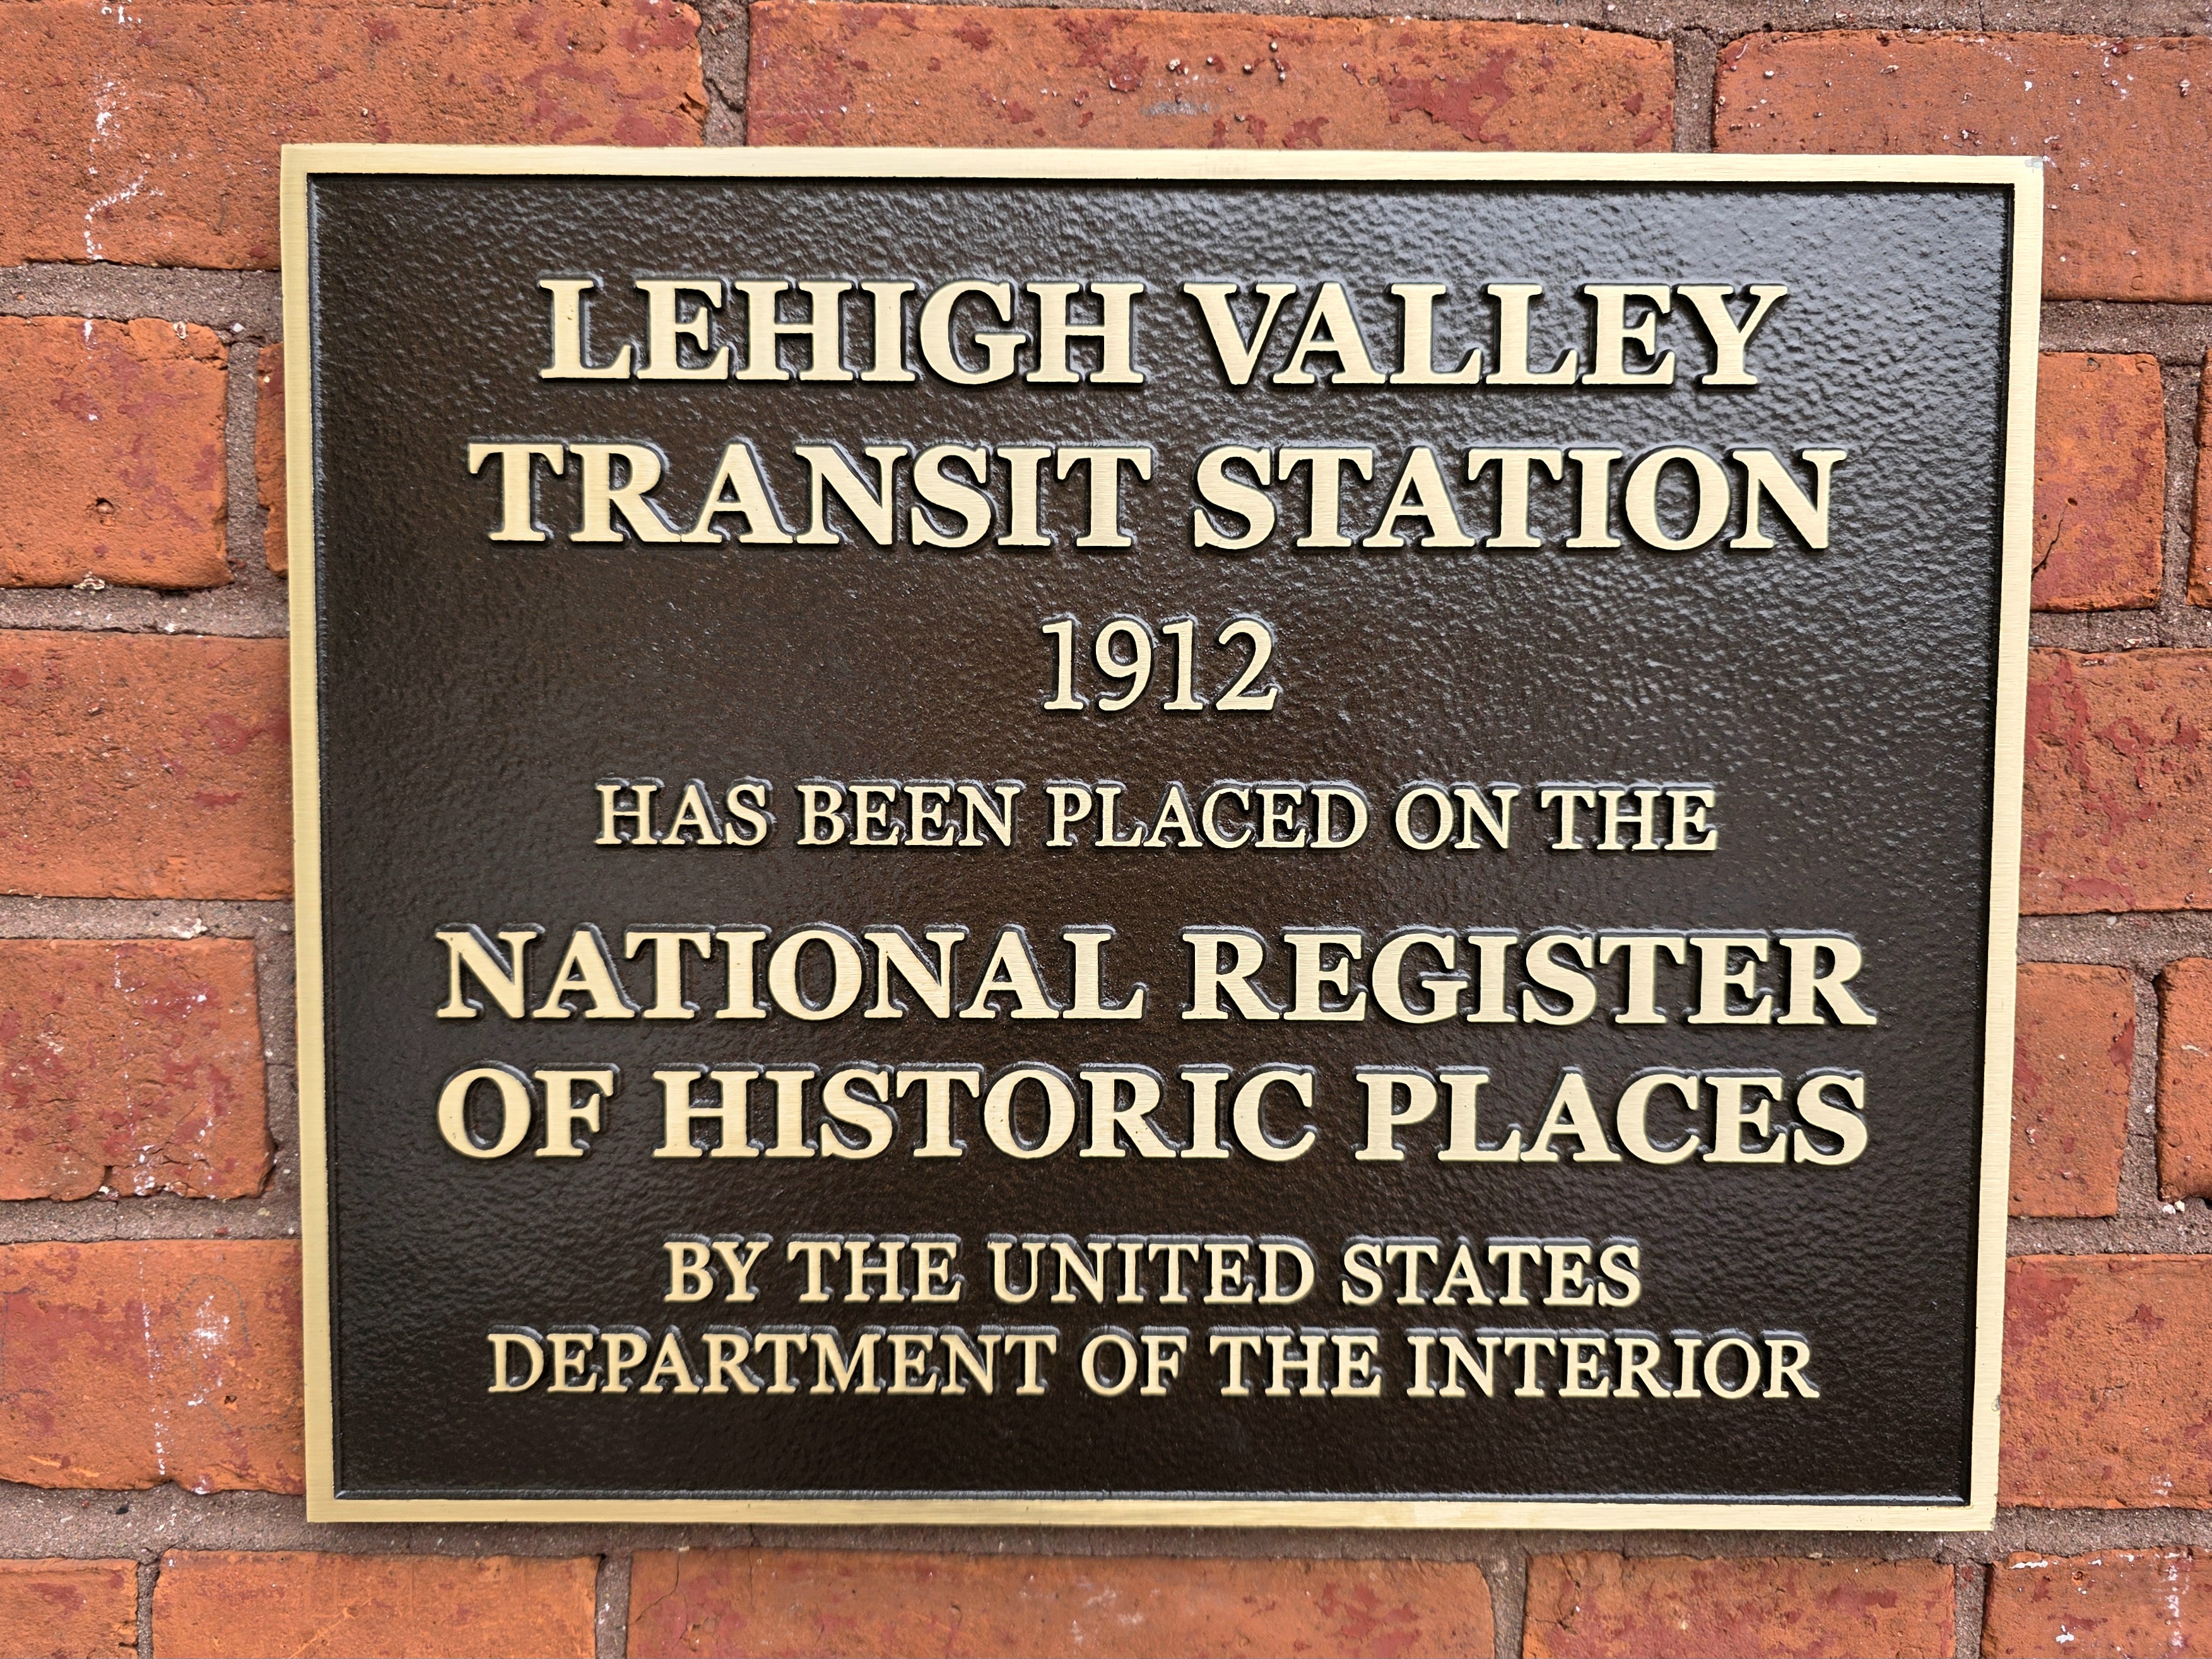 LEHIGH VALLEY
TRANSIT STATION
1912
HAS BEEN PLACED ON THE
NATIONAL REGISTER
OF HISTORIC PLACES
BY THE UNITED STATES
DEPARTMENT OF THE INTERIOR